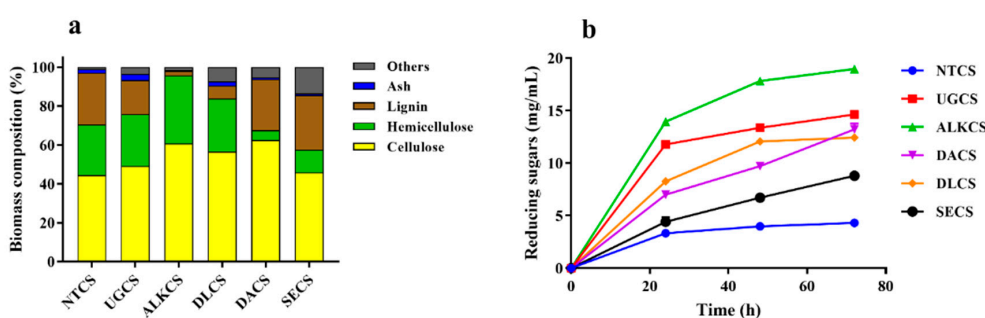 a
Biomass composition (%)
100
80
60
40
20
0
NTCS
UGCS
ALKCS
DLCS
DACS
SECS
Others
Ash
Lignin
Hemicellulose
Cellulose
b
Reducing sugars (mg/mL)
20
15
10
5
0
0 20 40 60 80
Time (h)
NTCS
UGCS
ALKCS
DACS
DLCS
SECS